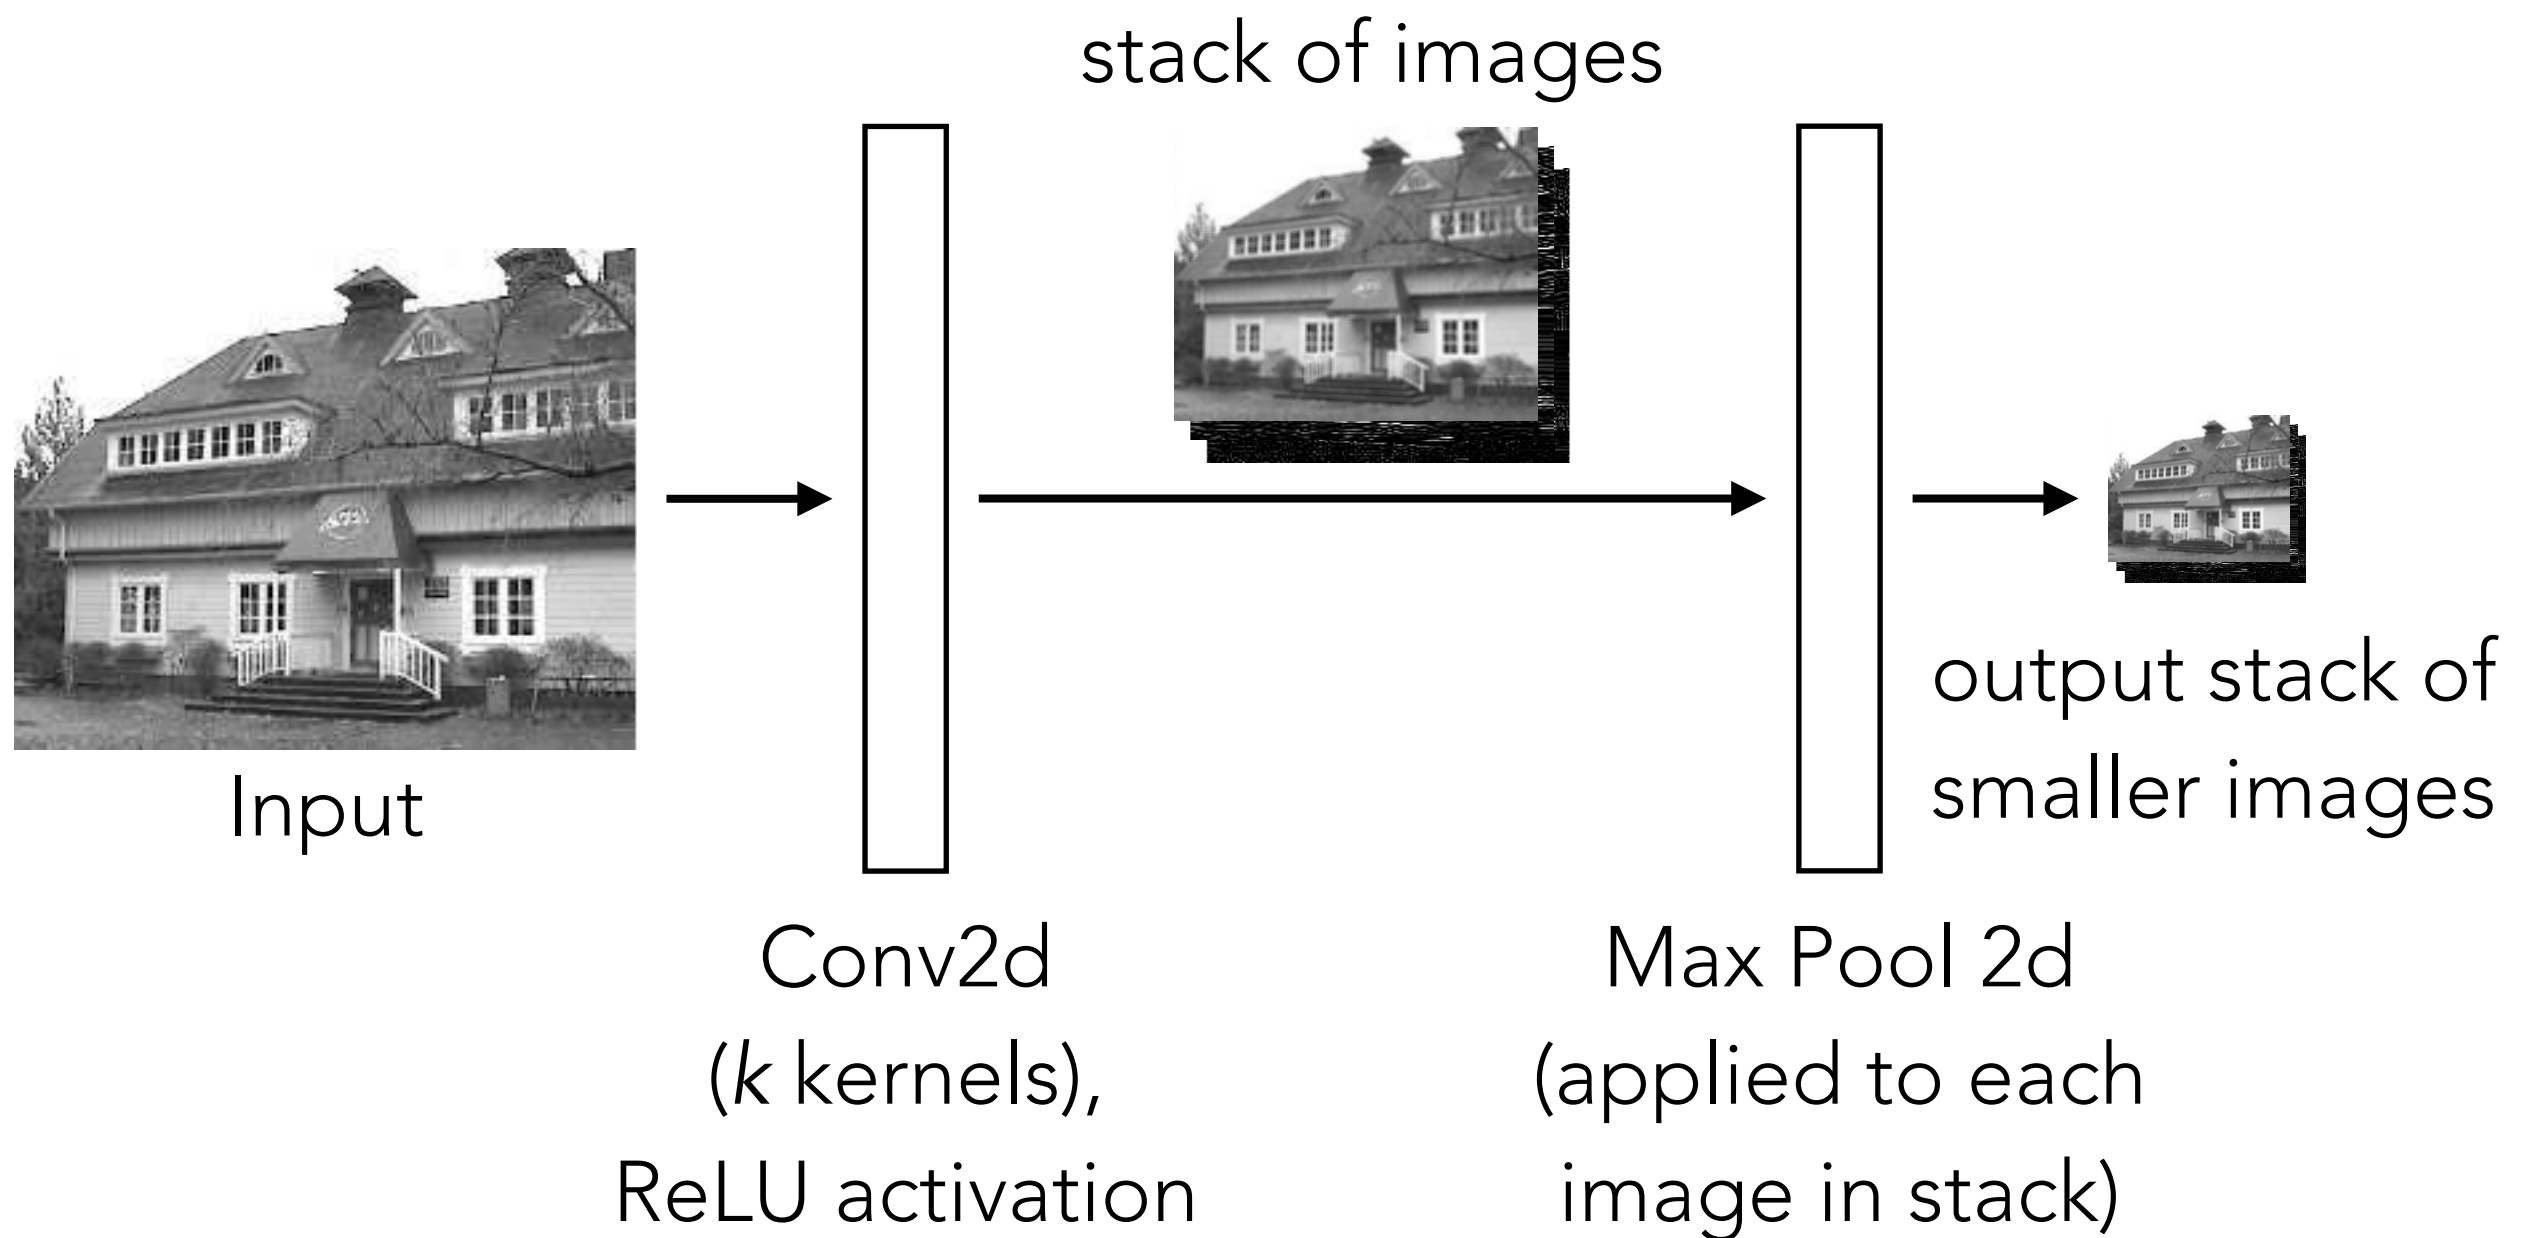 stack of images
Input
output stack of
smaller images
Conv2d
(k kernels),
ReLU activation
Max Pool 2d
(applied to each
image in stack)